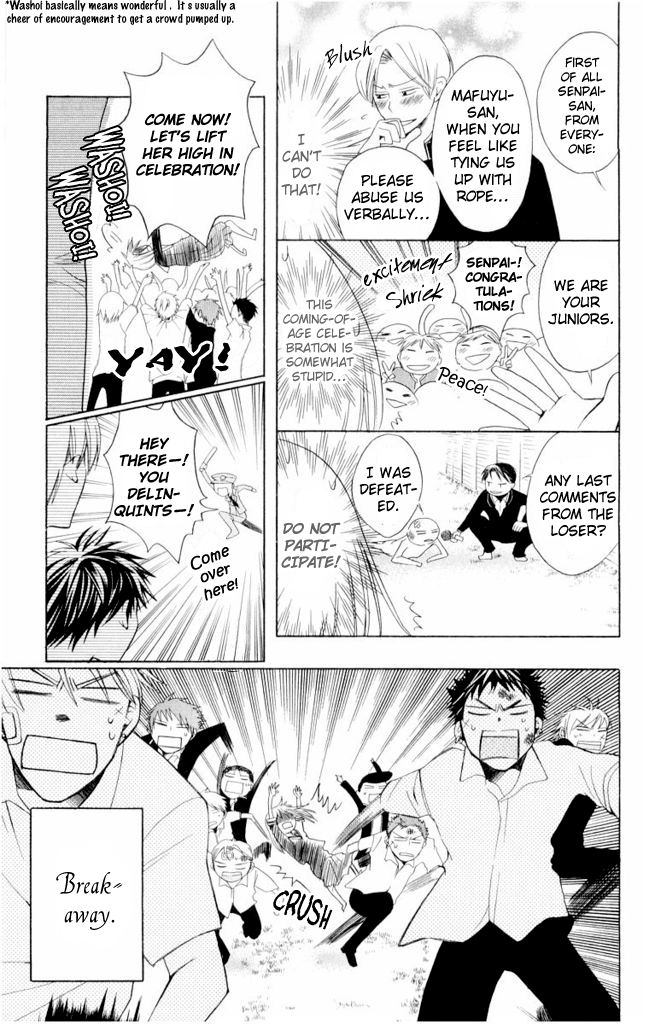 *Washoi basically means wonderful . It s usually a
cheer of encouragement to get a crowd pumped up.
FIRST
OF ALL
SENPAI-
SAN,
FROM
EVERY-
ONE:
Blush
MAFUYU-
SAN,
WHEN YOU
FEEL LIKE
TYING US
UP WITH
ROPE...
PLEASE
ABUSE US
VERBALLY...
I
CAN'T
DO
THAT!
WE ARE
YOUR
JUNIORS.
SENPAI-!
CONGRA-
TULA-
TIONS!
excitement
Shriek
Peace!
THIS
COMING-OF-
AGE CELE-
BRATION IS
SOMEWHAT
STUPID...
ANY LAST
COMMENTS
FROM THE
LOSER?
I WAS
DEFEAT-
ED.
DO NOT
PARTI-
CIPATE!
COME NOW!
LET'S LIFT
HER HIGH IN
CELEBRATION!
WASHOI!
WASHOI!
YAY!
HEY
THERE—!
YOU
DELIN-
QUINTS—!
Come
over
here!
CRUSH
Break-
away.